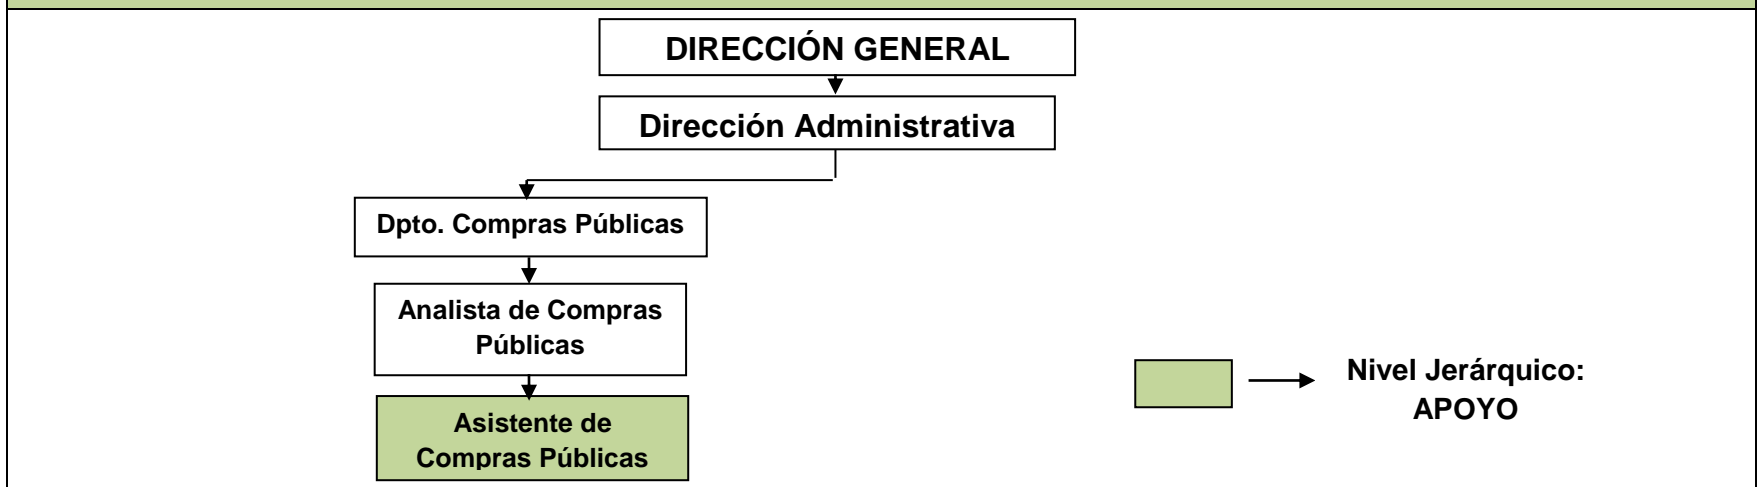 DIRECCIÓN GENERAL
Dirección Administrativa
Dpto. Compras Públicas
Analista de Compras
Públicas
Asistente de
Compras Públicas
Nivel Jerárquico:
APOYO